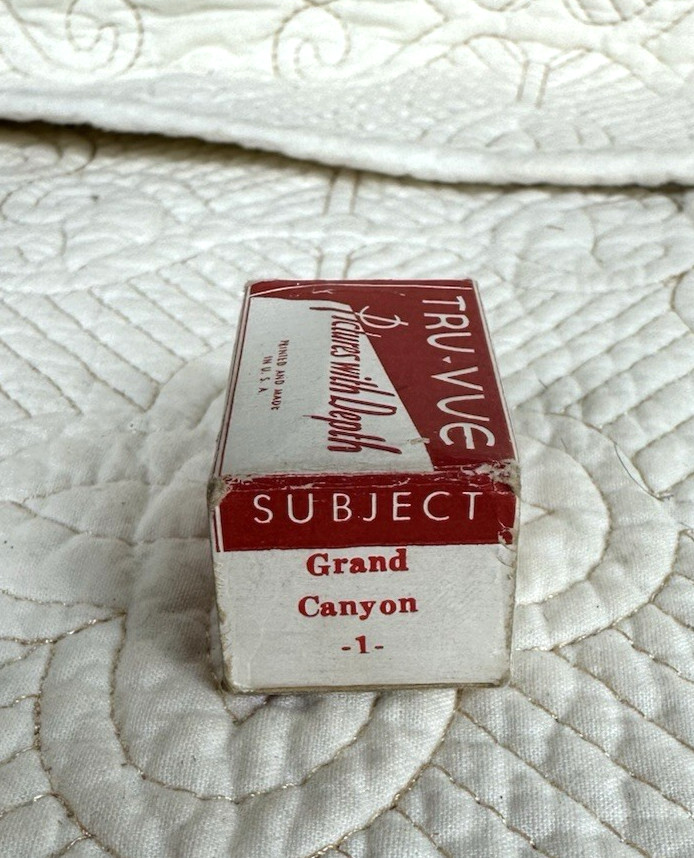 TRU-VUE
Pictures with Depth
PRINTED AND MADE
IN U. S. A.
SUBJECT
Grand
Canyon
-1-